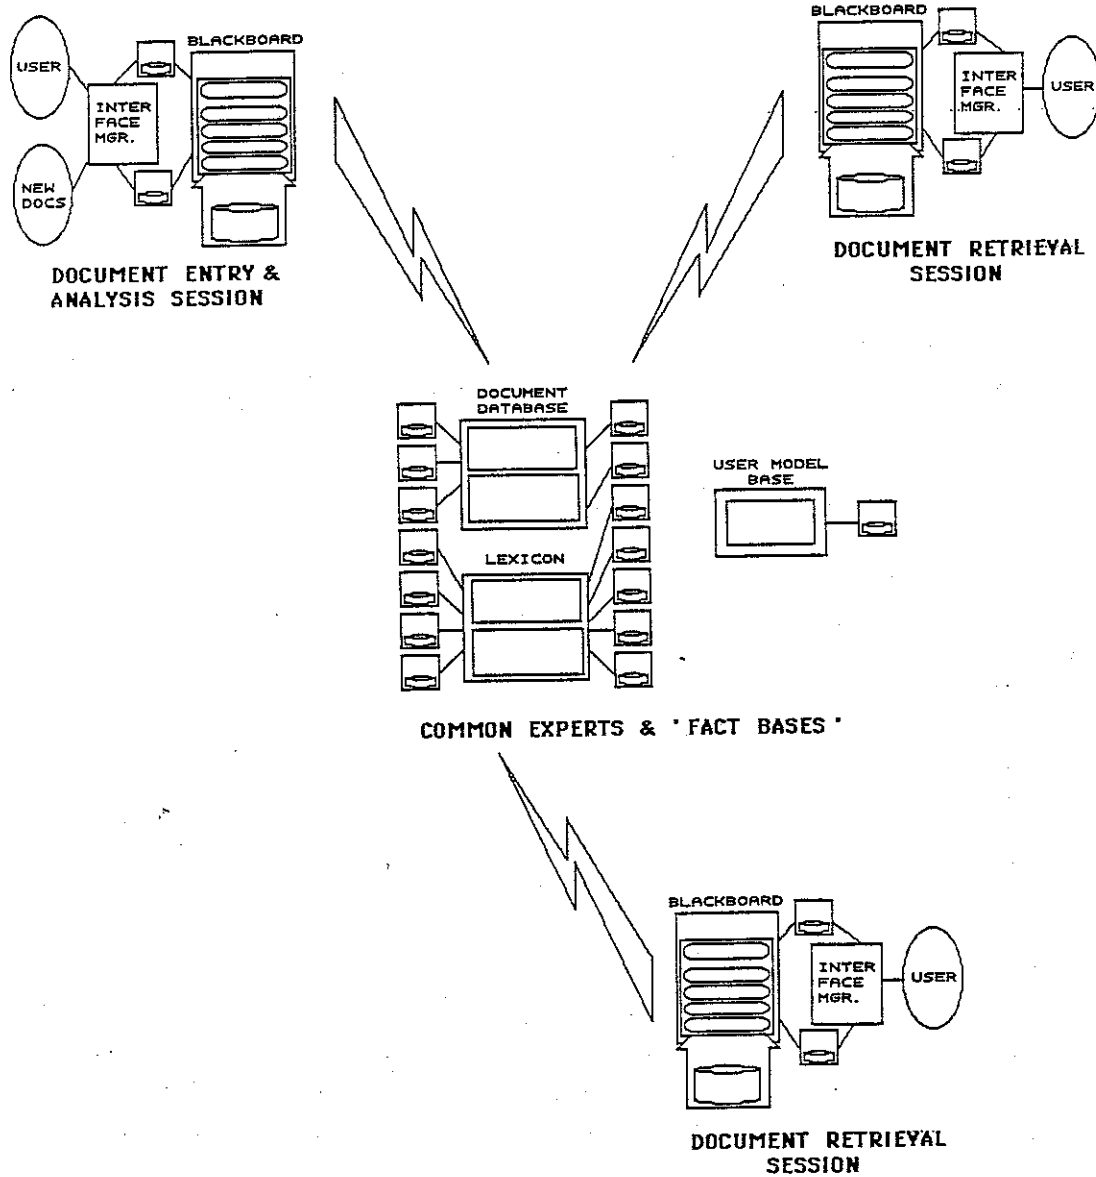 BLACKBOARD
USER
INTER
FACE
MGR.
NEW
DOCS
DOCUMENT ENTRY &
ANALYSIS SESSION
BLACKBOARD
INTER
FACE
MGR.
USER
DOCUMENT RETRIEVAL
SESSION
DOCUMENT
DATABASE
USER MODEL
BASE
LEXICON
COMMON EXPERTS & 'FACT BASES'
BLACKBOARD
INTER
FACE
MGR.
USER
DOCUMENT RETRIEVAL
SESSION